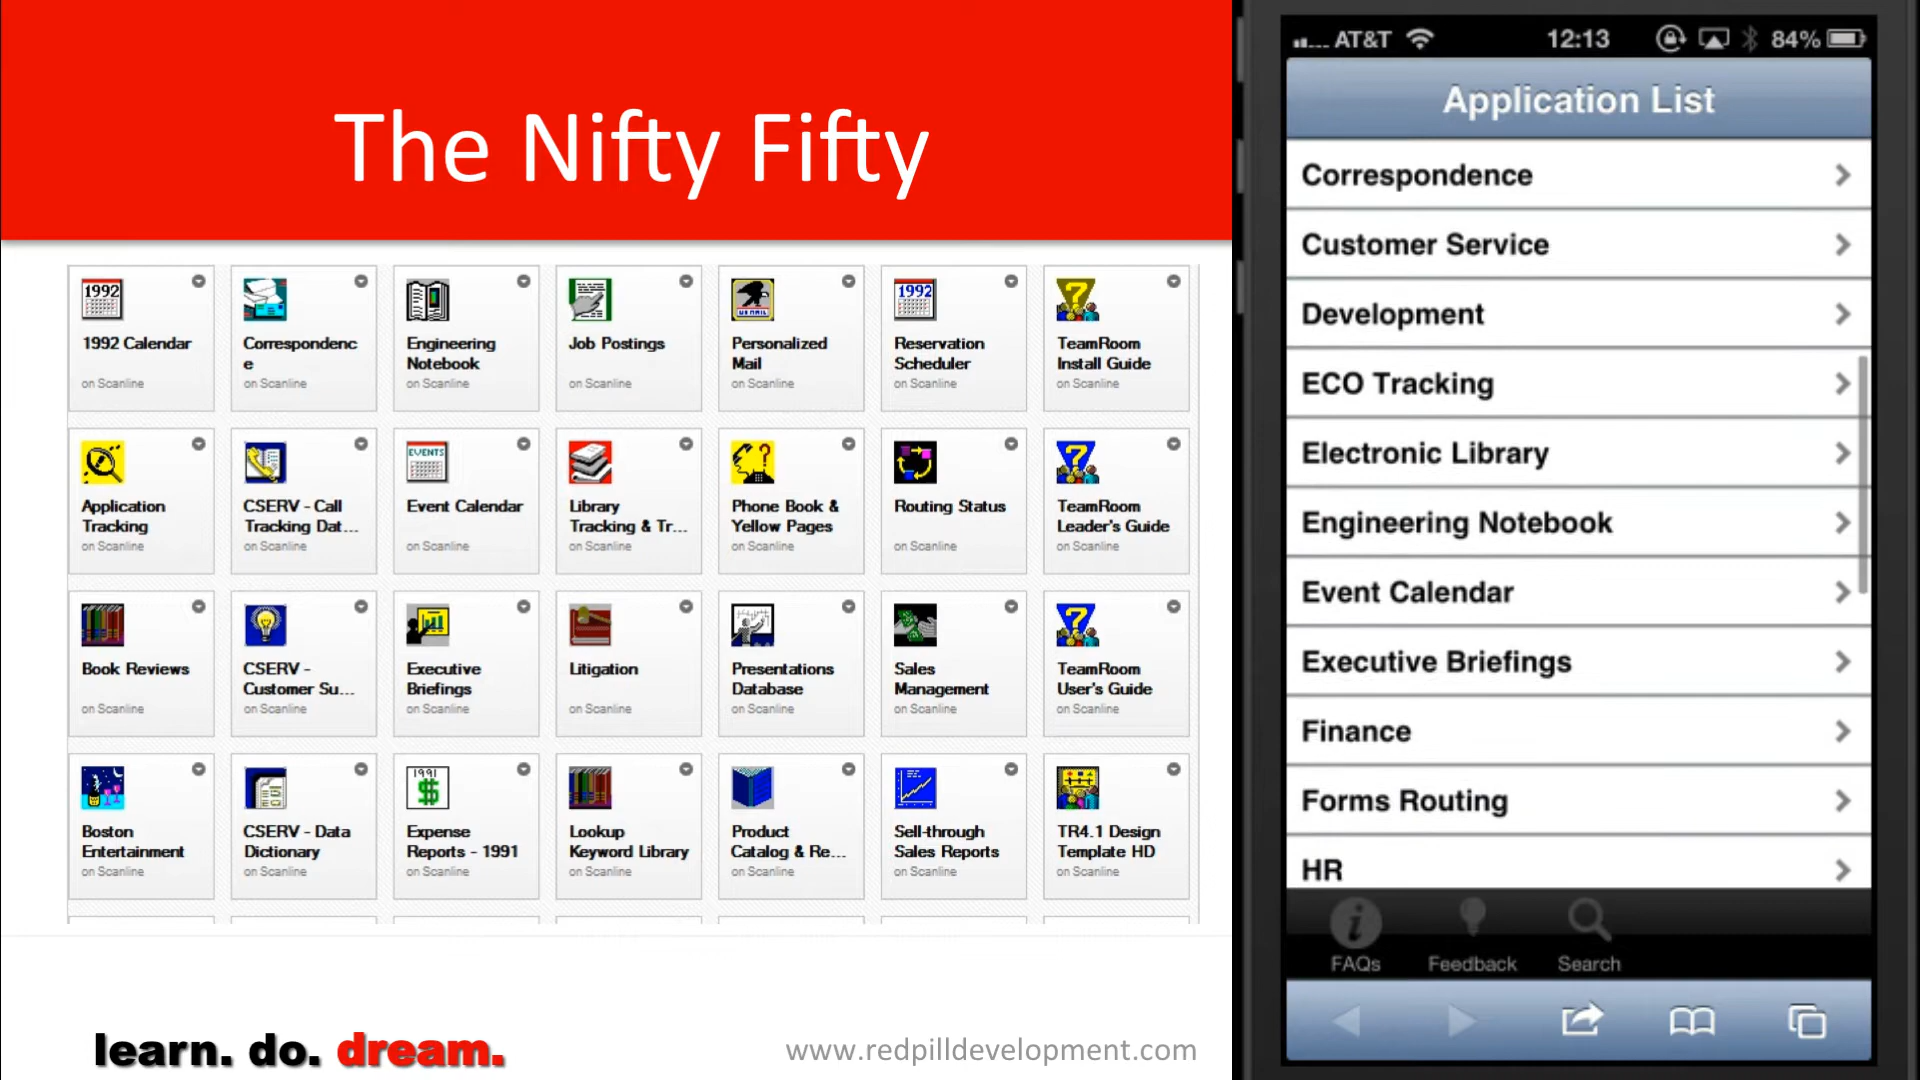 The Nifty Fifty
1992
1992 Calendar
on Scanline
Correspondenc
e
on Scanline
Engineering
Notebook
on Scanline
Job Postings
on Scanline
US MAIL
Personalized
Mail
on Scanline
1992
Reservation
Scheduler
on Scanline
?
TeamRoom
Install Guide
on Scanline
Application
Tracking
on Scanline
CSERV - Call
Tracking Dat...
on Scanline
EVENTS
Event Calendar
on Scanline
Library
Tracking & Tr...
on Scanline
?
Phone Book &
Yellow Pages
on Scanline
Routing Status
on Scanline
?
TeamRoom
Leader's Guide
on Scanline
Book Reviews
on Scanline
CSERV -
Customer Su...
on Scanline
Executive
Briefings
on Scanline
Litigation
on Scanline
Presentations
Database
on Scanline
Sales
Management
on Scanline
?
TeamRoom
User's Guide
on Scanline
Boston
Entertainment
on Scanline
CSERV - Data
Dictionary
on Scanline
1991
$
Expense
Reports - 1991
on Scanline
Lookup
Keyword Library
on Scanline
Product
Catalog & Re...
on Scanline
Sell-through
Sales Reports
on Scanline
TR4.1 Design
Template HD
on Scanline
learn. do. dream.
www.redpilldevelopment.com
AT&T 12:13 84%
Application List
Correspondence
Customer Service
Development
ECO Tracking
Electronic Library
Engineering Notebook
Event Calendar
Executive Briefings
Finance
Forms Routing
HR
FAQs Feedback Search